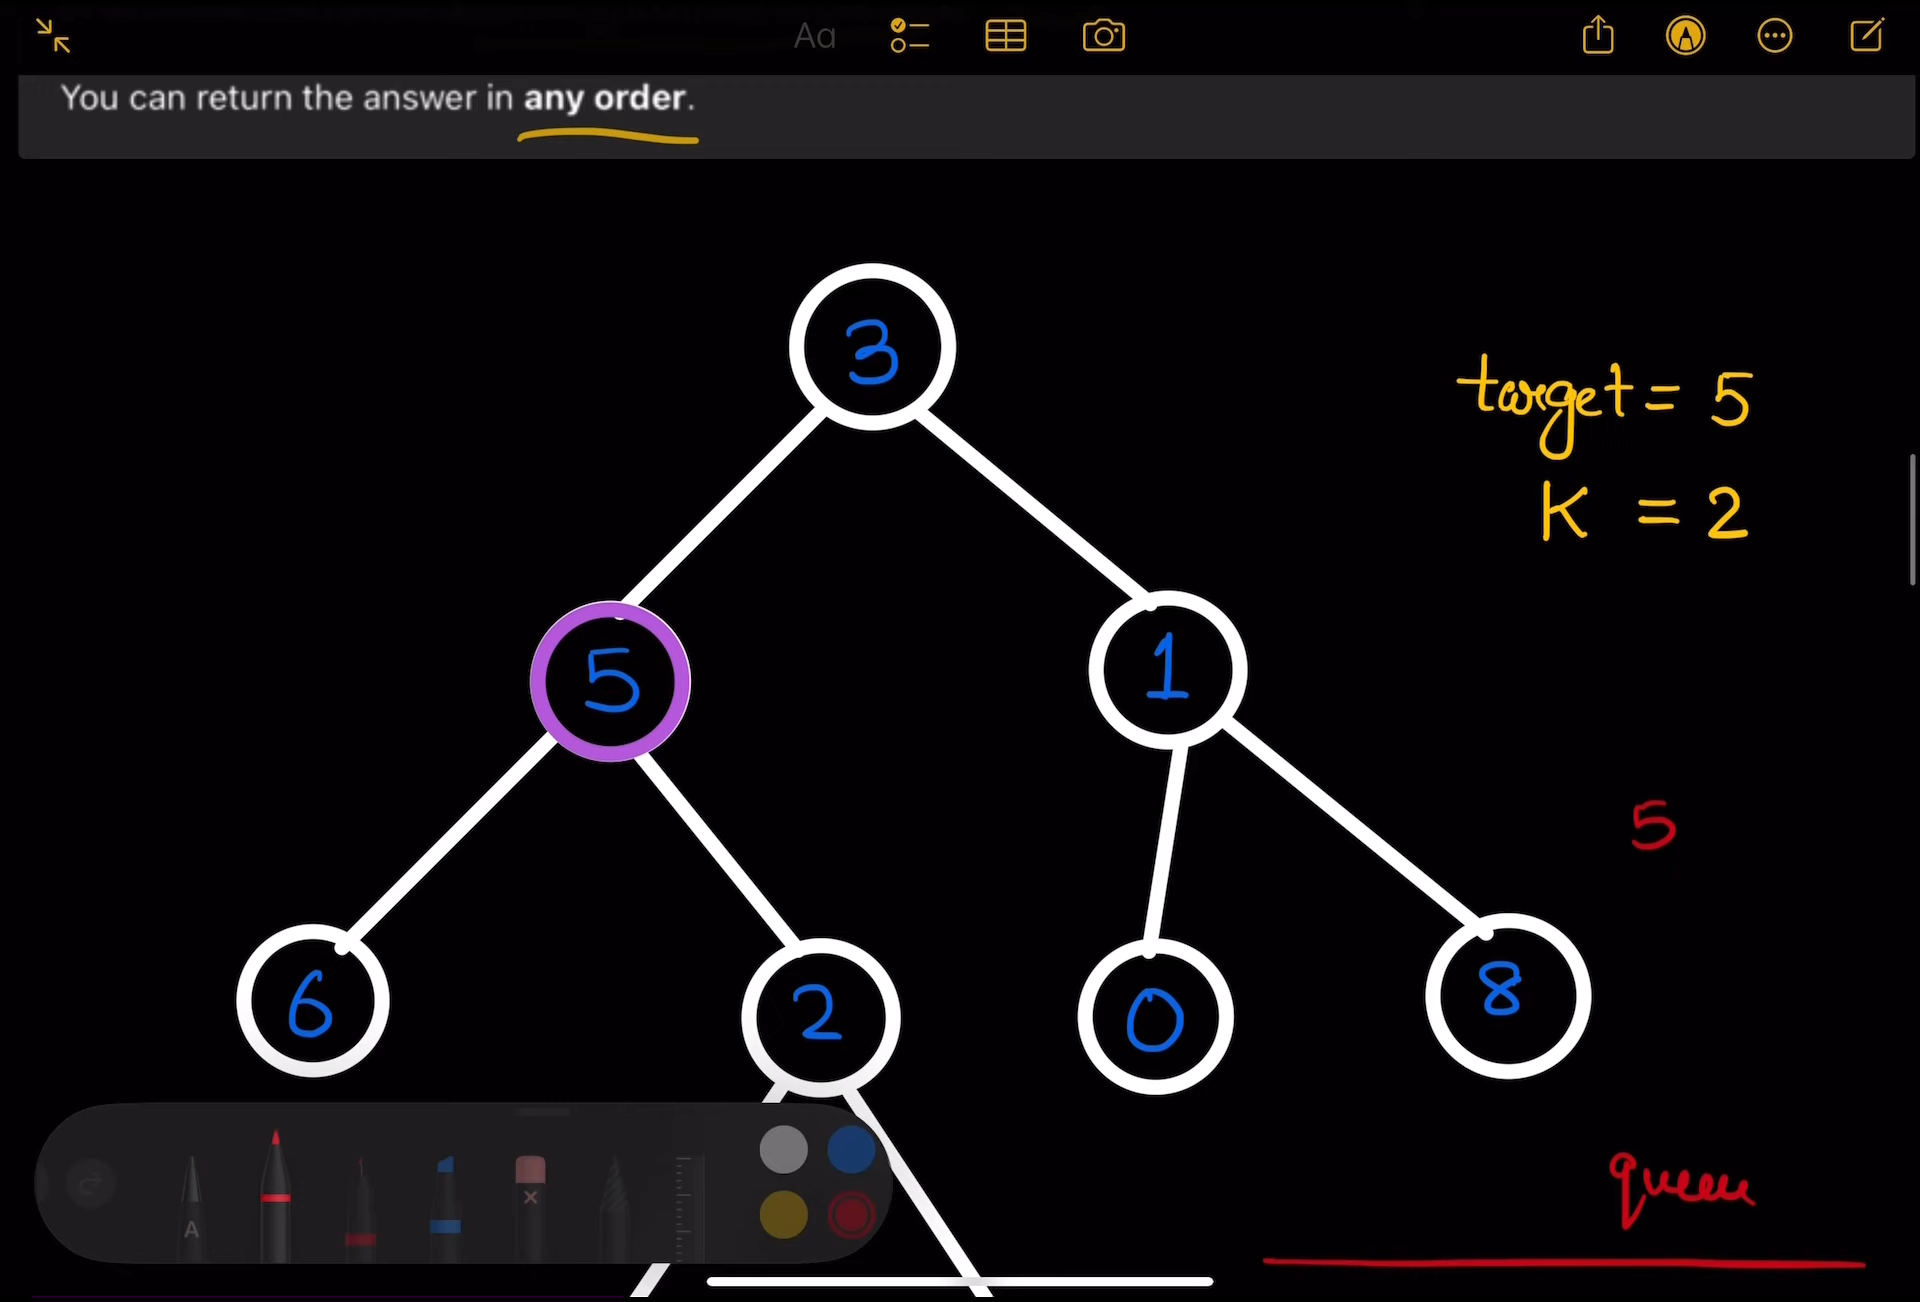 Aa
You can return the answer in any order.
3
target = 5
K = 2
5
1
5
6
2
0
8
queue
A